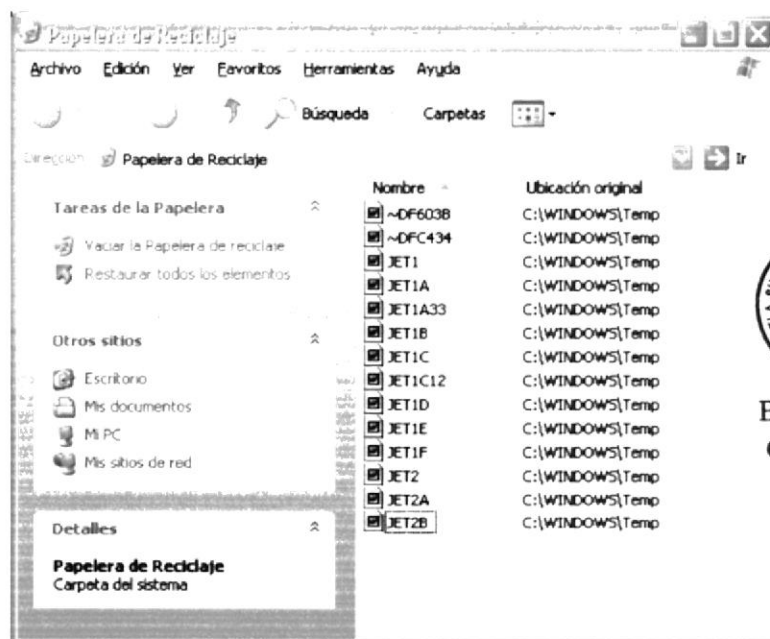 Papelera de Reciclaje
Archivo Edición Ver Favoritos Herramientas Ayuda
Búsqueda Carpetas
Dirección Papelera de Reciclaje Ir
Nombre Ubicación original
Tareas de la Papelera
Vaciar la Papelera de reciclaje
Restaurar todos los elementos
Otros sitios
Escritorio
Mis documentos
Mi PC
Mis sitios de red
Detalles
Papelera de Reciclaje
Carpeta del sistema
~DF603B C:\WINDOWS\Temp
~DFC434 C:\WINDOWS\Temp
JET1 C:\WINDOWS\Temp
JET1A C:\WINDOWS\Temp
JET1A33 C:\WINDOWS\Temp
JET1B C:\WINDOWS\Temp
JET1C C:\WINDOWS\Temp
JET1C12 C:\WINDOWS\Temp
JET1D C:\WINDOWS\Temp
JET1E C:\WINDOWS\Temp
JET1F C:\WINDOWS\Temp
JET2 C:\WINDOWS\Temp
JET2A C:\WINDOWS\Temp
JET2B C:\WINDOWS\Temp